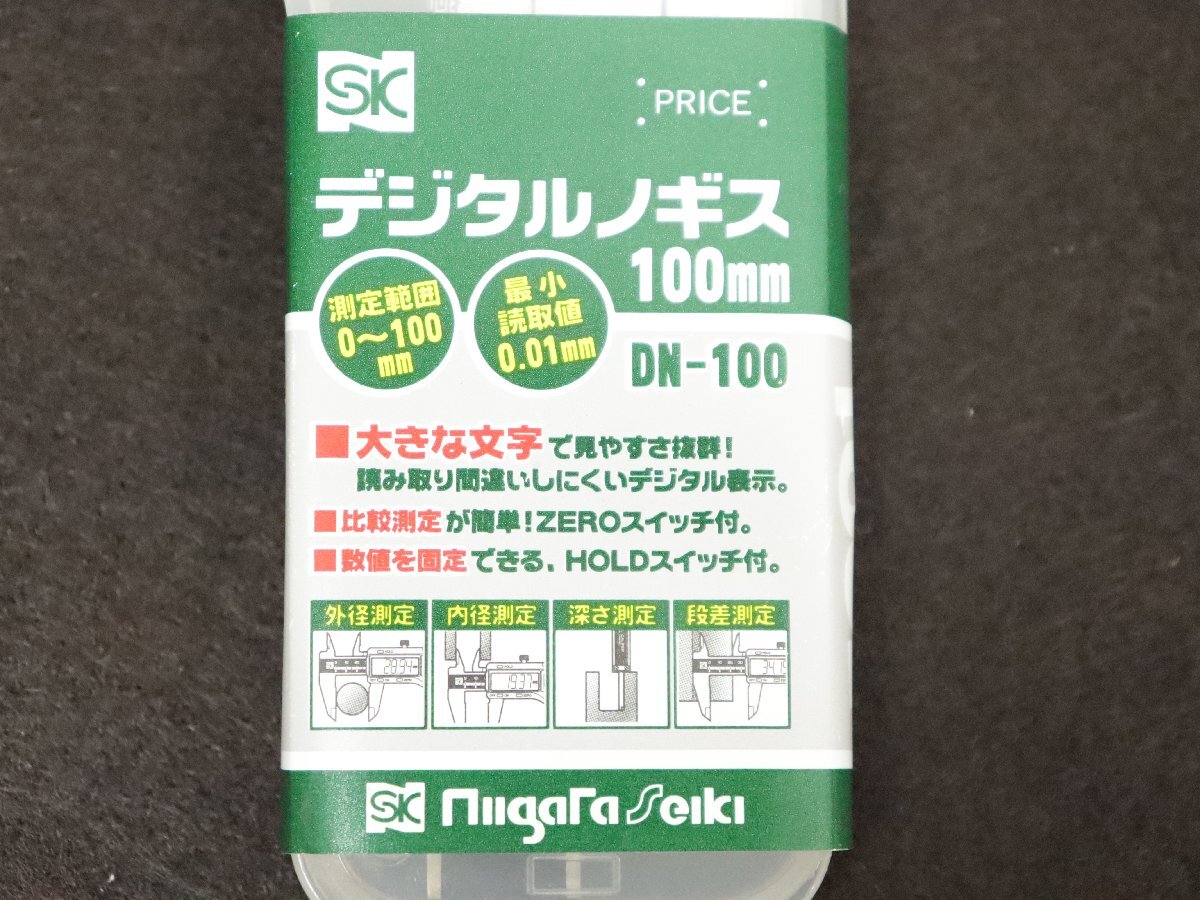 SK
PRICE
デジタルノギス
100mm
測定範囲
0～100
mm
最小
読取値
0.01mm
DN-100
■大きな文字で見やすさ抜群!
読み取り間違いしにくいデジタル表示。
■比較測定が簡単!ZEROスイッチ付。
■数値を固定できる、HOLDスイッチ付。
外径測定 内径測定 深さ測定 段差測定
28.94
19.37
SK Niigata Seiki